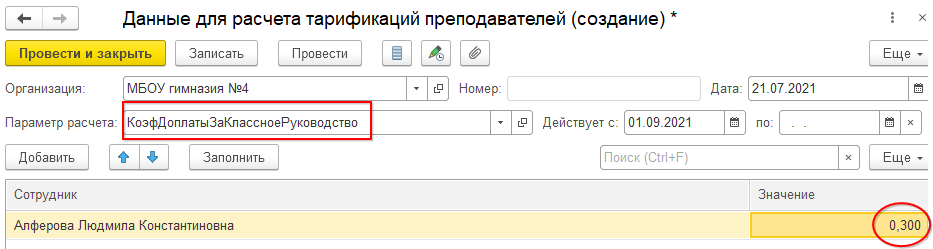 Данные для расчета тарификаций преподавателей (создание) *
Провести и закрыть Записать Провести Еще
Организация: МБОУ гимназия №4 Номер: Дата: 21.07.2021
Параметр расчета: КоэфДоплатыЗаКлассноеРуководство Действует с: 01.09.2021 по: . .
Добавить Заполнить Поиск (Ctrl+F) × Еще
Сотрудник Значение
Алферова Людмила Константиновна 0,300